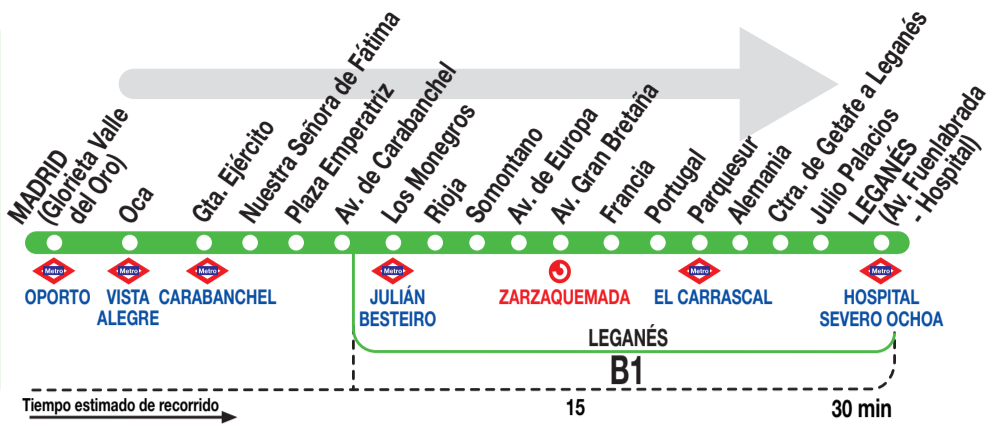 MADRID
(Glorieta Valle
del Oro)
Oca
Gta. Ejército
Nuestra Señora de Fátima
Plaza Emperatriz
Av. de Carabanchel
Los Monegros
Rioja
Somontano
Av. de Europa
Av. Gran Bretaña
Francia
Portugal
Parquesur
Alemania
Ctra. de Getafe a Leganés
Julio Palacios
LEGANÉS
(Av. Fuenlabrada
- Hospital)
Metro
OPORTO
Metro
VISTA
ALEGRE
Metro
CARABANCHEL
Metro
JULIÁN
BESTEIRO
ZARZAQUEMADA
Metro
EL CARRASCAL
Metro
HOSPITAL
SEVERO OCHOA
LEGANÉS
B1
Tiempo estimado de recorrido
15
30 min